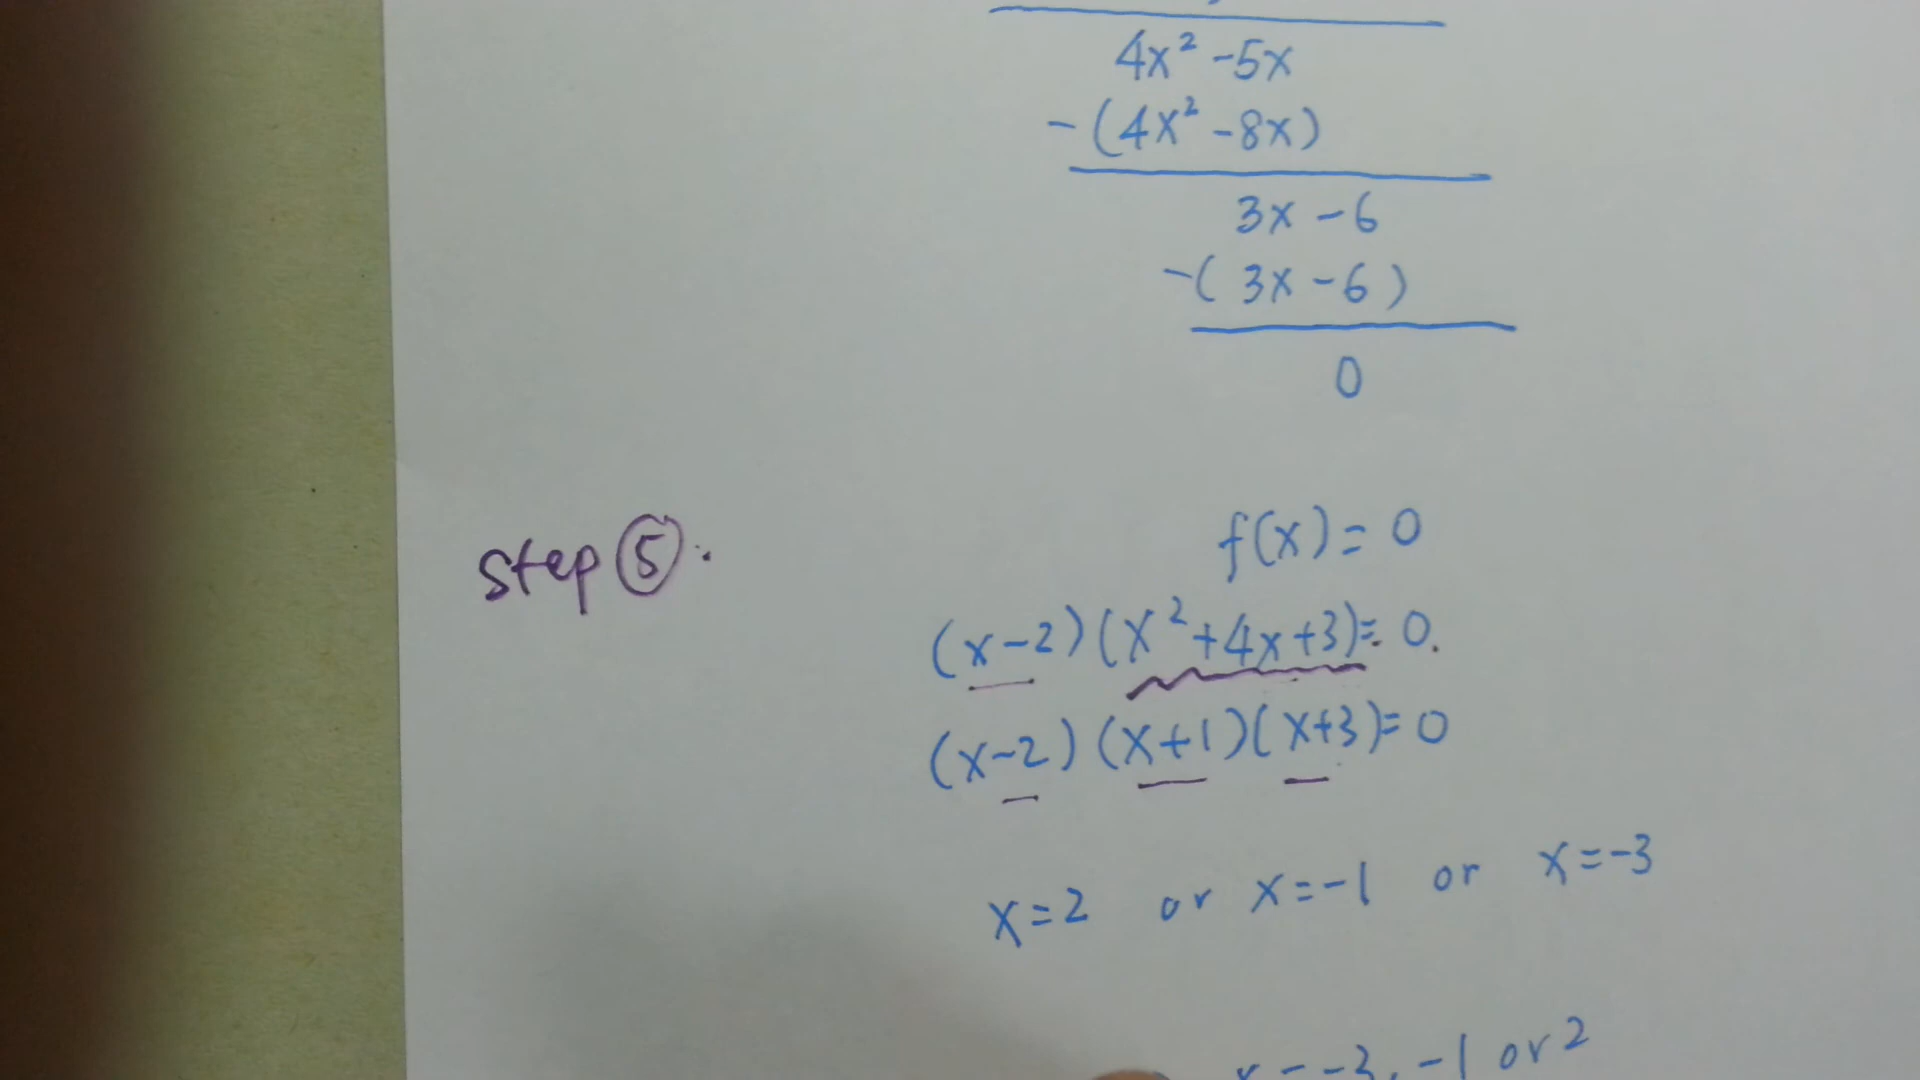 4x² -5x
-(4x² -8x)
3x -6
-( 3x -6 )
0
step ⑤.
f(x) = 0
(x-2)(x²+4x+3)= 0.
(x-2)(x+1)(x+3)= 0
x=2 or x=-1 or x=-3
x = -3, -1 or 2